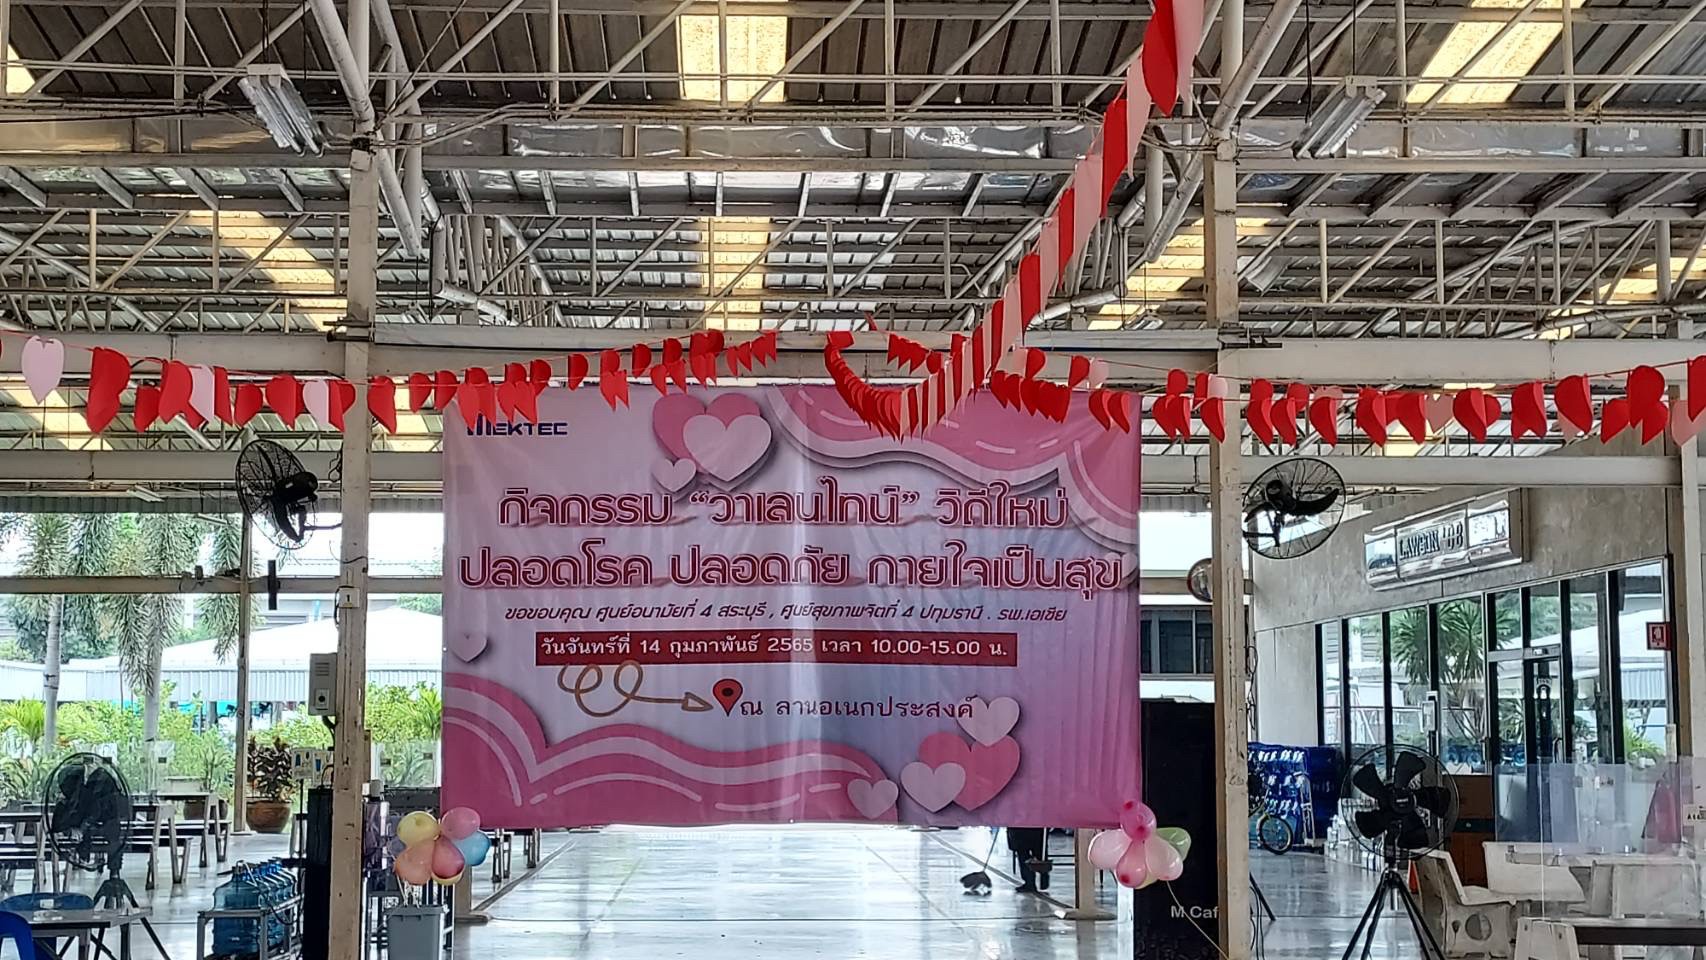 MEKTEC
กิจกรรม “วาเลนไทน์” วิถีใหม่
ปลอดโรค ปลอดภัย กายใจเป็นสุข
ขอขอบคุณ ศูนย์อนามัยที่ 4 สระบุรี , ศูนย์สุขภาพจิตที่ 4 ปทุมธานี . รพ.เอเชีย
วันจันทร์ที่ 14 กุมภาพันธ์ 2565 เวลา 10.00-15.00 น.
ณ ลานอเนกประสงค์
LAWSON 108
M Caf